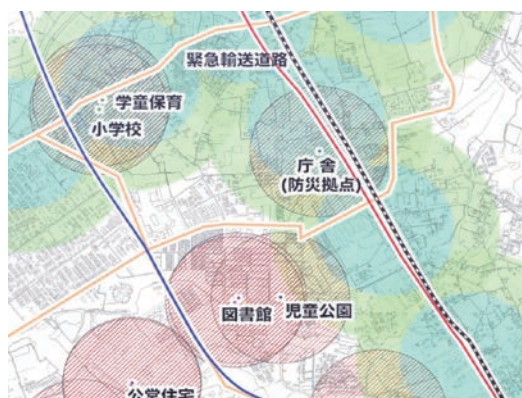 緊急輸送道路
学童保育
小学校
庁舎
(防災拠点)
図書館
児童公園
公営住宅